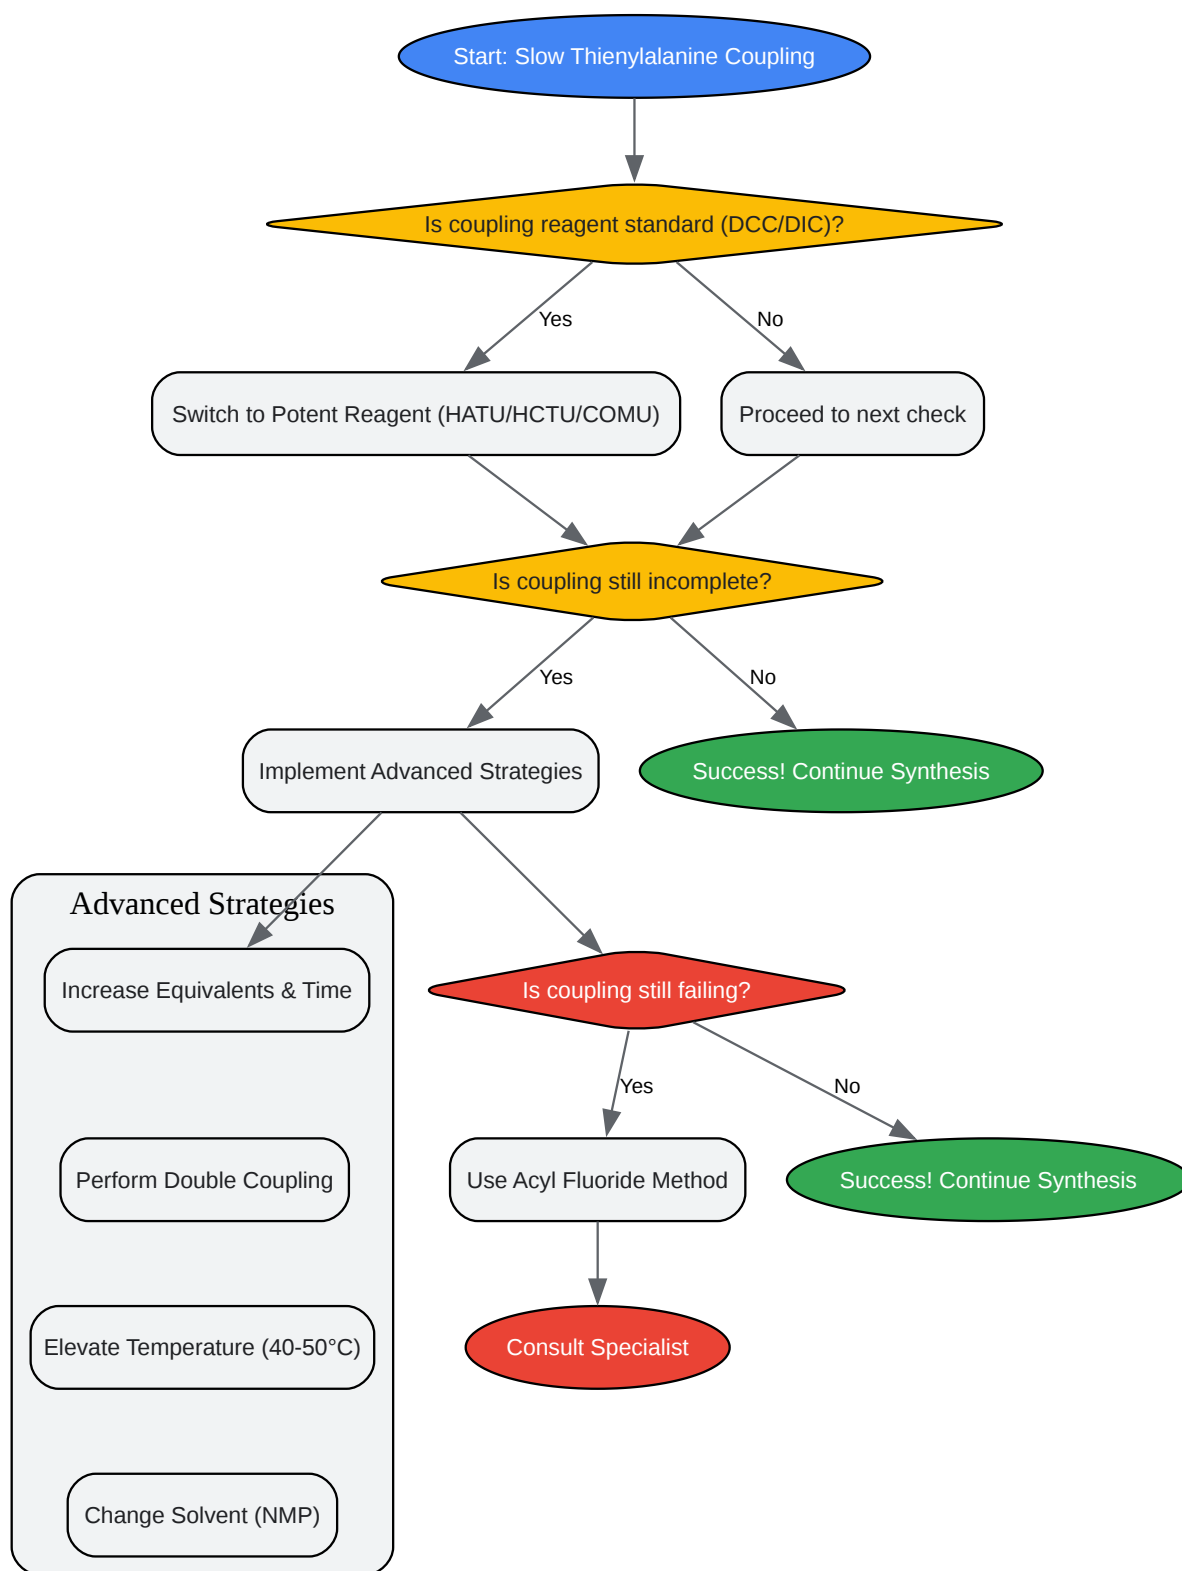 Start: Slow Thienylalanine Coupling
Is coupling reagent standard (DCC/DIC)?
Yes
No
Switch to Potent Reagent (HATU/HCTU/COMU)
Proceed to next check
Is coupling still incomplete?
Yes
No
Implement Advanced Strategies
Success! Continue Synthesis
Advanced Strategies
Increase Equivalents & Time
Is coupling still failing?
Yes
No
Perform Double Coupling
Use Acyl Fluoride Method
Success! Continue Synthesis
Elevate Temperature (40-50°C)
Consult Specialist
Change Solvent (NMP)